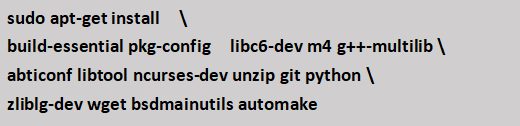 sudo apt-get install \
build-essential pkg-config libc6-dev m4 g++-multilib \
abticonf libtool ncurses-dev unzip git python \
zliblg-dev wget bsdmainutils automake